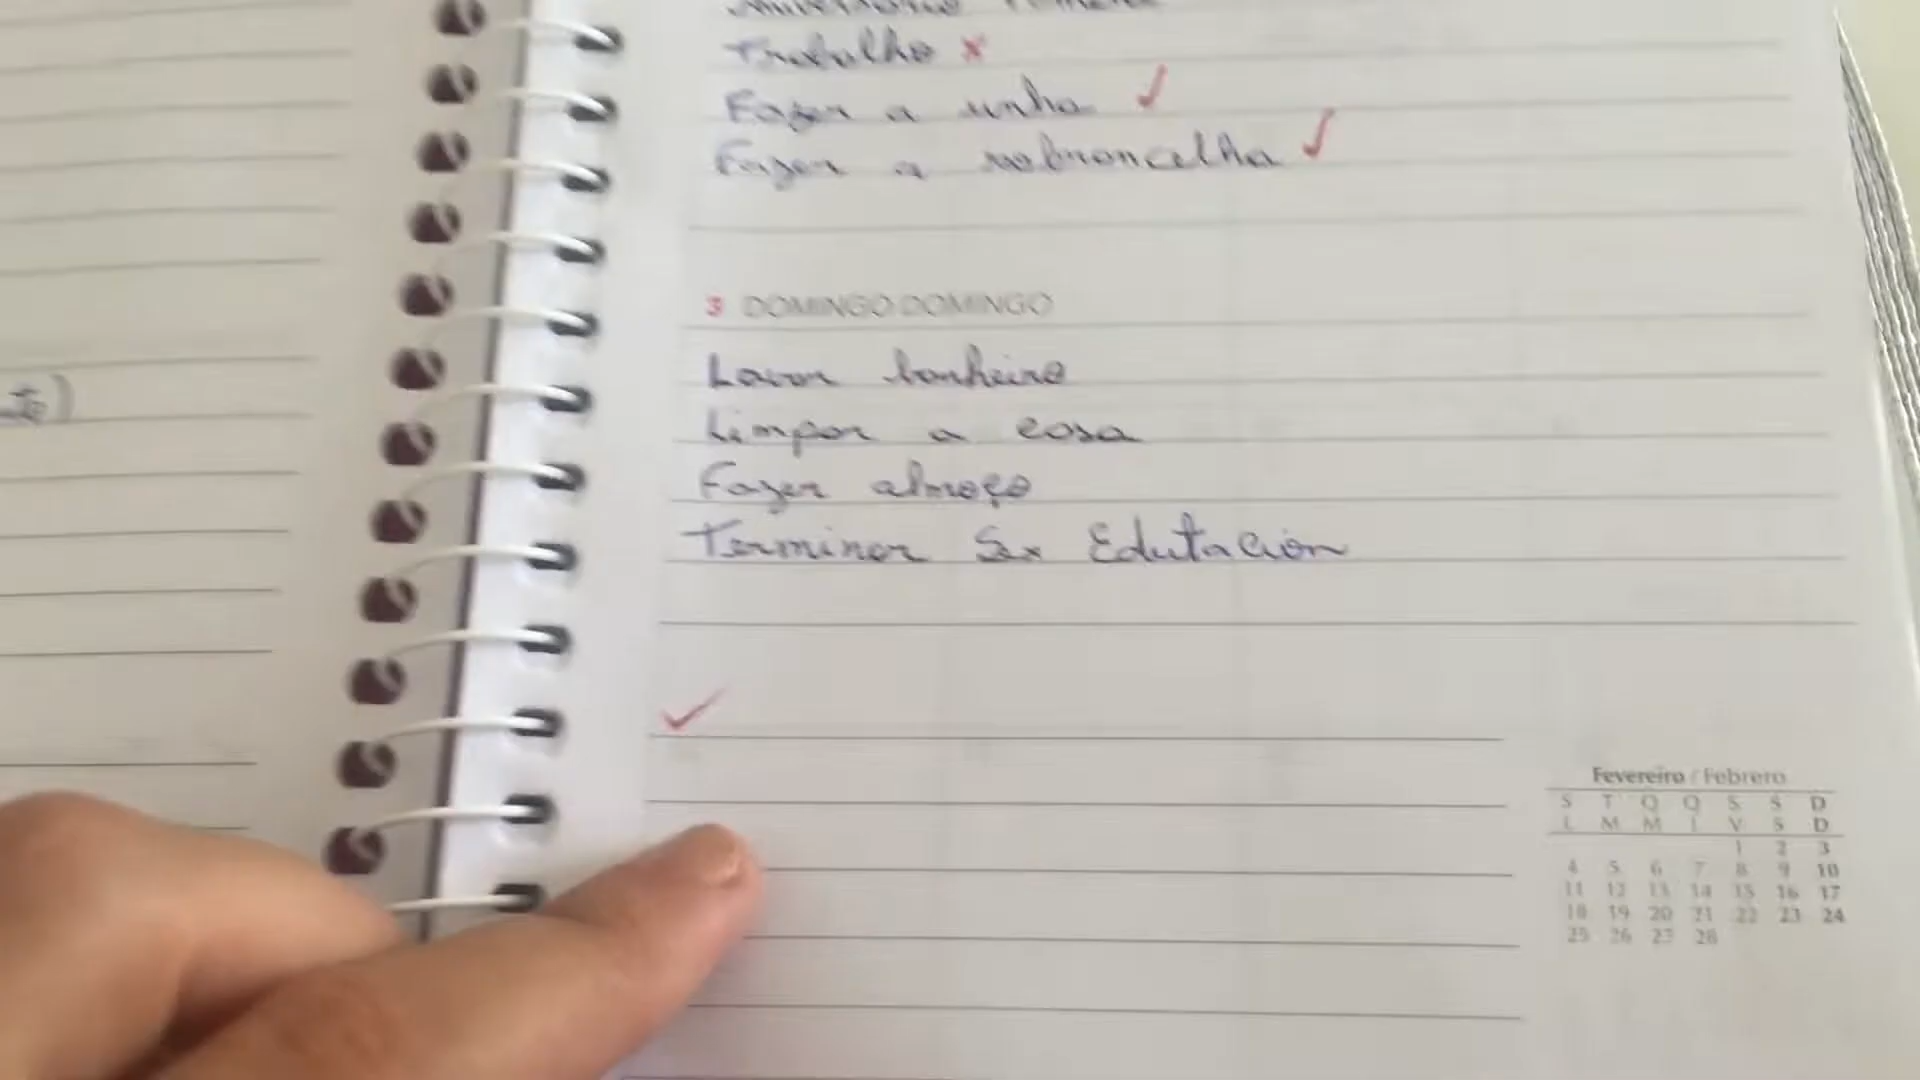 Trabalho x
Fazer a unha ✓
Fazer a sobrancelha ✓
3 DOMINGO DOMINGO
Lavar banheiro
Limpar a casa
Fazer almoço
Terminar Sex Edutacion
✓
Fevereiro / Febrero
S T Q Q S S D
L M M J V S D
1 2 3
4 5 6 7 8 9 10
11 12 13 14 15 16 17
18 19 20 21 22 23 24
25 26 27 28